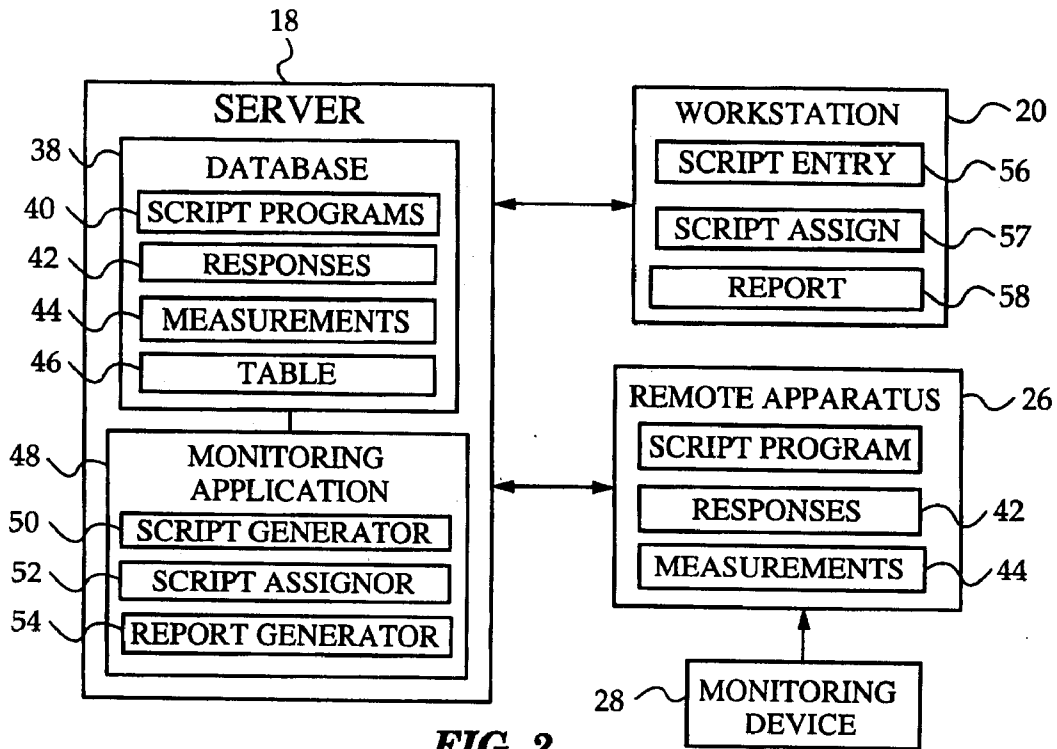 18
SERVER
38
DATABASE
40
SCRIPT PROGRAMS
42
RESPONSES
44
MEASUREMENTS
46
TABLE
48
MONITORING
APPLICATION
50
SCRIPT GENERATOR
52
SCRIPT ASSIGNOR
54
REPORT GENERATOR
WORKSTATION
20
SCRIPT ENTRY
56
SCRIPT ASSIGN
57
REPORT
58
REMOTE APPARATUS
26
SCRIPT PROGRAM
RESPONSES
42
MEASUREMENTS
44
28
MONITORING
DEVICE
FIG. 2